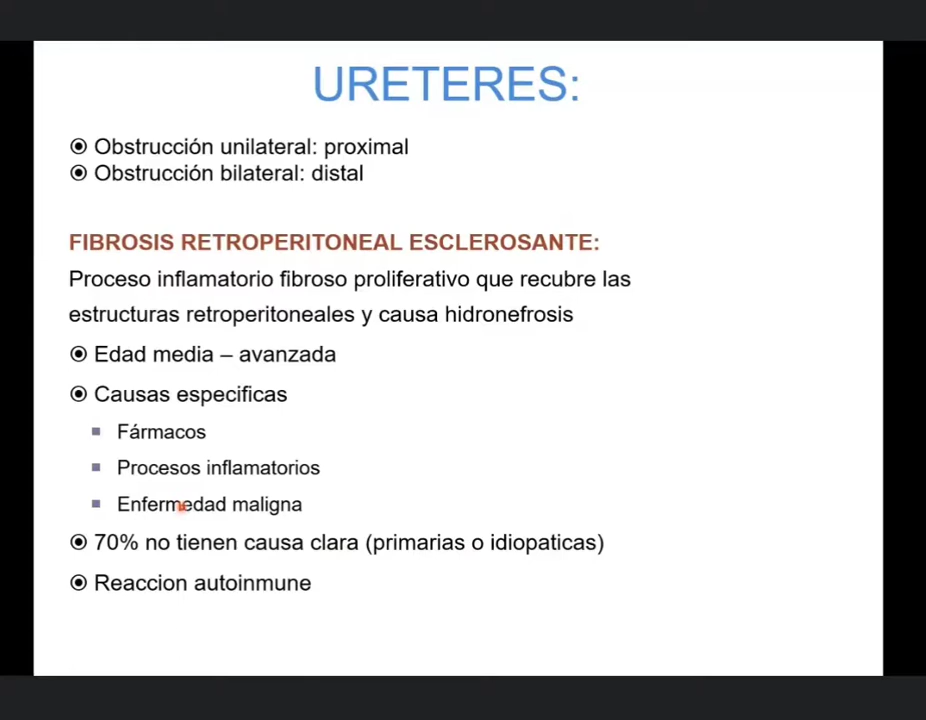 URETERES:
Obstrucción unilateral: proximal
Obstrucción bilateral: distal
FIBROSIS RETROPERITONEAL ESCLEROSANTE:
Proceso inflamatorio fibroso proliferativo que recubre las
estructuras retroperitoneales y causa hidronefrosis
Edad media – avanzada
Causas especificas
Fármacos
Procesos inflamatorios
Enfermedad maligna
70% no tienen causa clara (primarias o idiopaticas)
Reaccion autoinmune